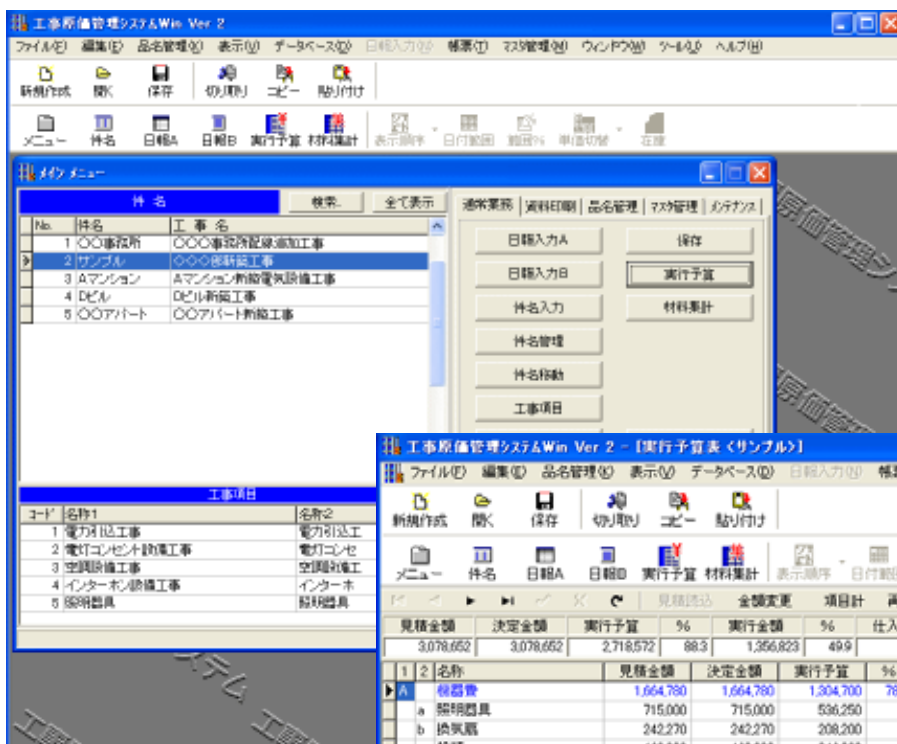 工事原価管理システムWin Ver 2
ファイル(F) 編集(E) 品名管理(K) 表示(V) データベース(D) 日報入力(N) 帳票(T) マスタ管理(M) ウィンドウ(W) ツール(L) ヘルプ(H)
新規作成 開く 保存 切り取り コピー 貼り付け
メニュー 件名 日報A 日報B 実行予算 材料集計 表示順序 日付範囲 範囲% 単価切替 在庫
メイン メニュー
件 名 検索.. 全て表示 通常業務 資料印刷 品名管理 マスタ管理 メンテナンス
No. 件名 工 事 名
1 〇〇事務所 〇〇〇事務所配線追加工事
2 サンプル 〇〇〇邸新築工事
3 Aマンション Aマンション新築電気設備工事
4 Dビル Dビル新築工事
5 〇〇アパート 〇〇アパート新築工事
日報入力A 保存
日報入力B 実行予算
件名入力 材料集計
件名管理
件名移動
工事項目
工事項目
コード 名称1 名称2
1 電力引込工事 電力引込工
2 電灯コンセント設備工事 電灯コンセ
3 空調設備工事 空調設備工
4 インターホン設備工事 インターホ
5 照明器具 照明器具
工事原価管理システムWin Ver 2 - [実行予算表 <サンプル>]
ファイル(F) 編集(E) 品名管理(K) 表示(V) データベース(D) 日報入力(N) 帳票
新規作成 開く 保存 切り取り コピー 貼り付け
メニュー 件名 日報A 日報B 実行予算 材料集計 表示順序 日付範囲
見積読込 金額変更 項目計 再
見積金額 決定金額 実行予算 % 実行金額 % 仕入
3,078,652 3,078,652 2,718,572 88.3 1,356,823 49.9
1 2 名称 見積金額 決定金額 実行予算 %
A 機器費 1,664,780 1,664,780 1,304,700 78
a 照明器具 715,000 715,000 536,250
b 換気扇 242,270 242,270 208,200